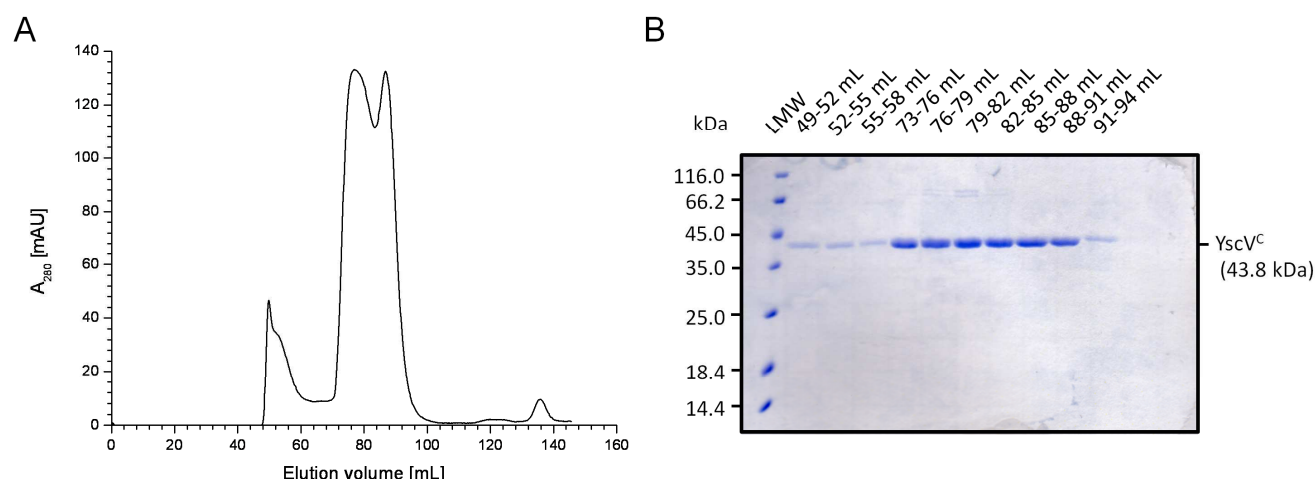 A
140
120
100
80
60
40
20
0
A280 [mAU]
0 20 40 60 80 100 120 140 160
Elution volume [mL]
B
kDa
LMW
49-52 mL
52-55 mL
55-58 mL
73-76 mL
76-79 mL
79-82 mL
82-85 mL
85-88 mL
88-91 mL
91-94 mL
116.0
66.2
45.0
35.0
25.0
18.4
14.4
YscVC
(43.8 kDa)